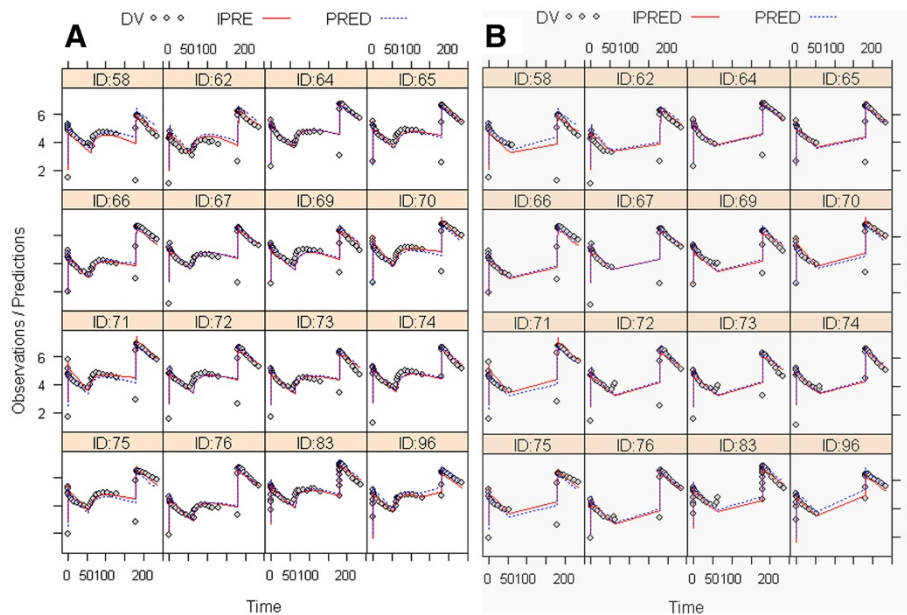 DV IPRE PRED
A
0 50100 200
ID:58 ID:62 ID:64 ID:65
6
4
2
ID:66 ID:67 ID:69 ID:70
ID:71 ID:72 ID:73 ID:74
6
4
2
ID:75 ID:76 ID:83 ID:96
0 50100 200 0 50100 200
Time
Observations / Predictions
DV IPRED PRED
B
0 50100 200 0 50100 200
ID:58 ID:62 ID:64 ID:65
ID:66 ID:67 ID:69 ID:70
ID:71 ID:72 ID:73 ID:74
ID:75 ID:76 ID:83 ID:96
0 50100 200 0 50100 200
Time